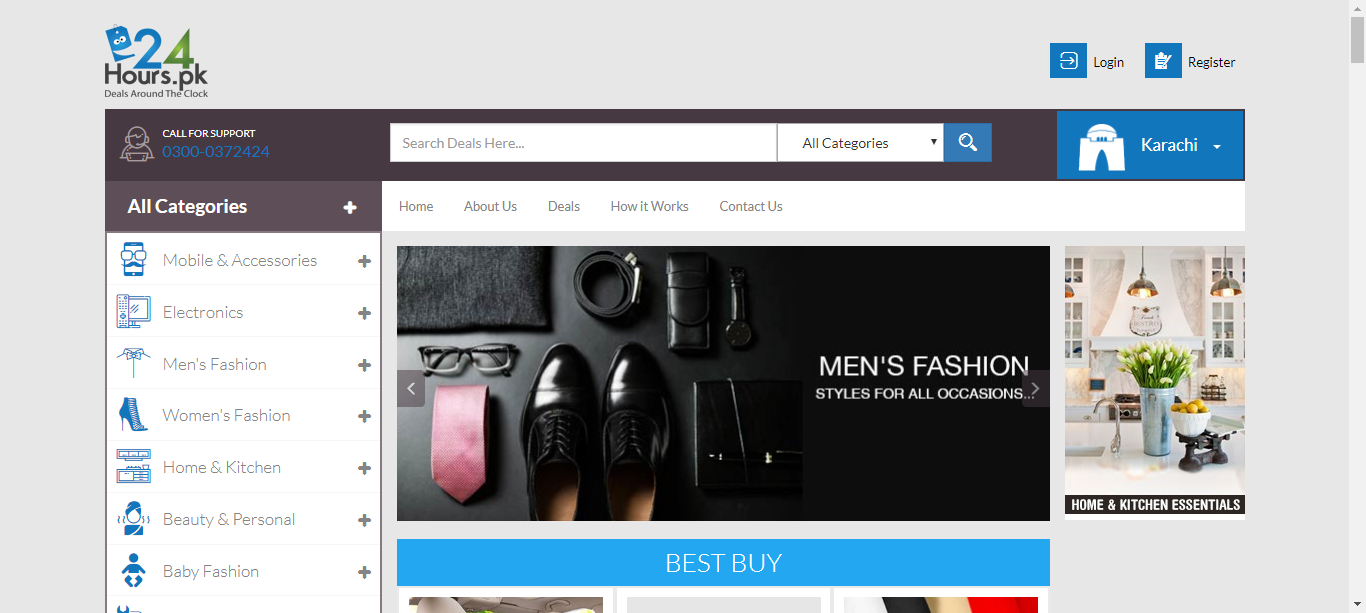 24
Hours.pk
Deals Around The Clock
Login
Register
CALL FOR SUPPORT
0300-0372424
Search Deals Here...
All Categories
Karachi
All Categories
Home
About Us
Deals
How it Works
Contact Us
Mobile & Accessories
Electronics
Men's Fashion
Women's Fashion
Home & Kitchen
Beauty & Personal
Baby Fashion
MEN'S FASHION
STYLES FOR ALL OCCASIONS...
HOME & KITCHEN ESSENTIALS
BEST BUY